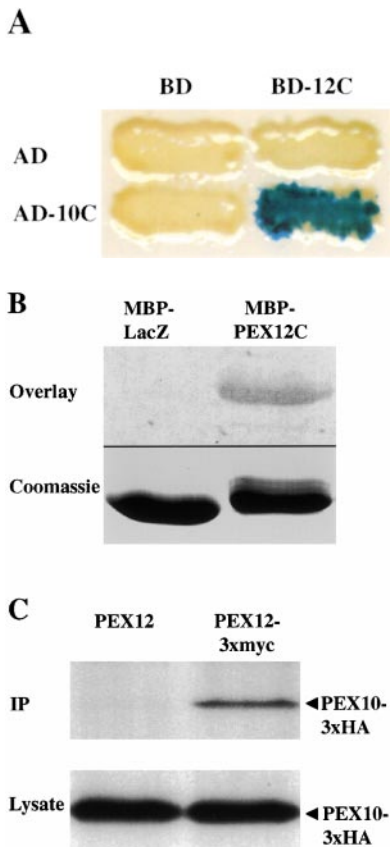 A
BD BD-12C
AD
AD-10C
B
MBP-
LacZ
MBP-
PEX12C
Overlay
Coomassie
C
PEX12
PEX12-
3xmyc
IP
◄PEX10-
3xHA
Lysate
◄PEX10-
3xHA